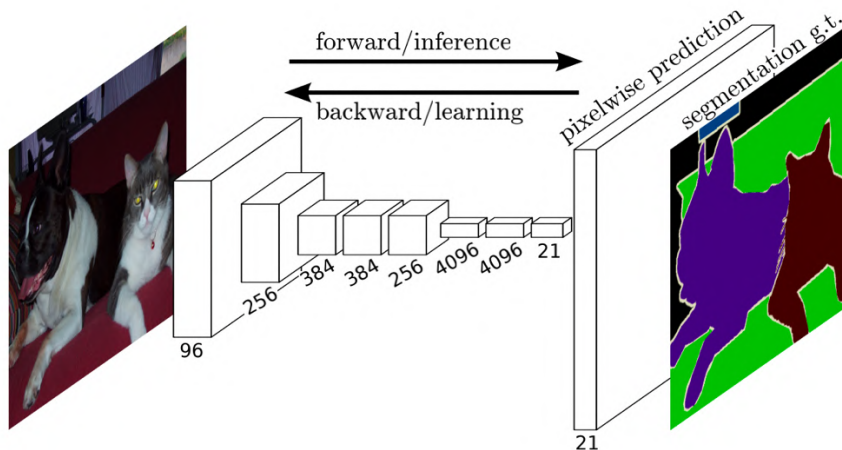 forward/inference
backward/learning
pixelwise prediction
segmentation g.t.
96
256
384
384
256
4096
4096
21
21